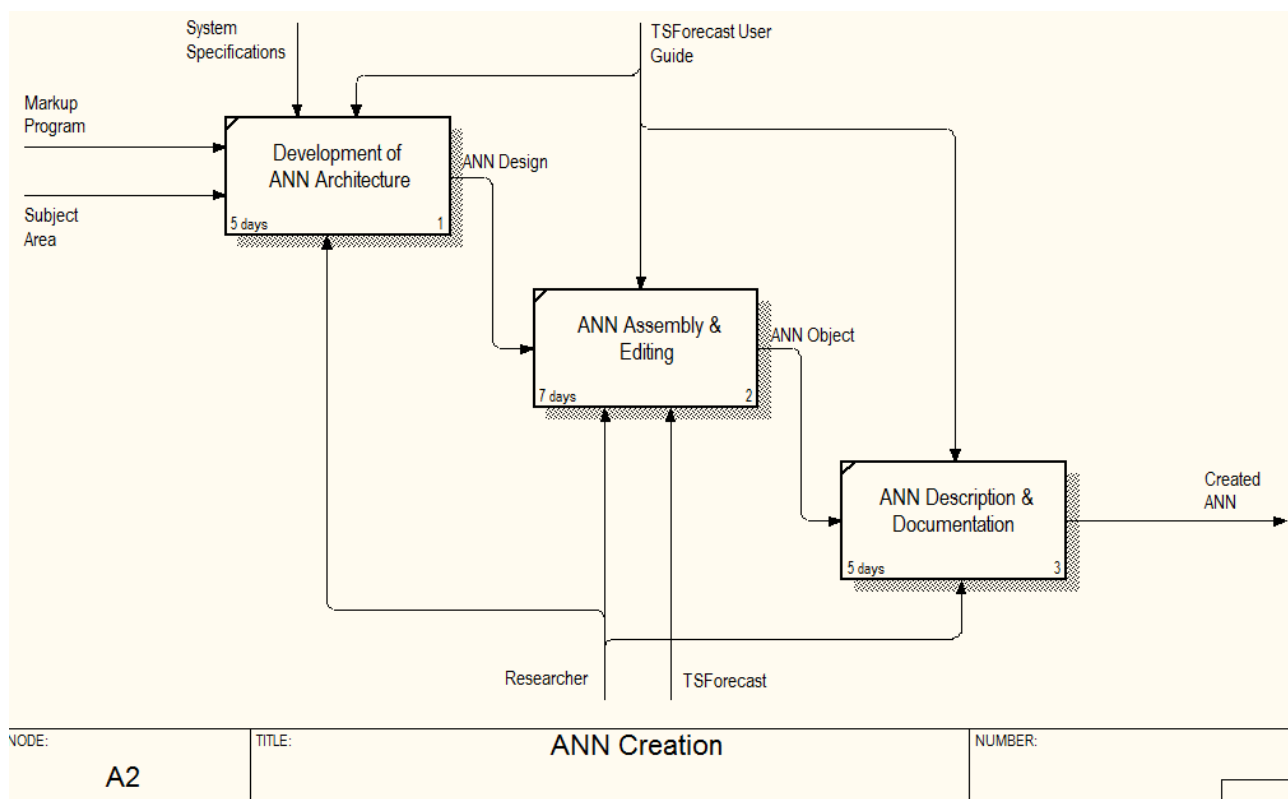 System
Specifications
TSForecast User
Guide
Markup
Program
Development of
ANN Architecture
ANN Design
Subject
Area
5 days
1
ANN Assembly &
Editing
ANN Object
7 days
2
ANN Description &
Documentation
Created
ANN
5 days
3
Researcher
TSForecast
NODE:
TITLE:
ANN Creation
NUMBER:
A2